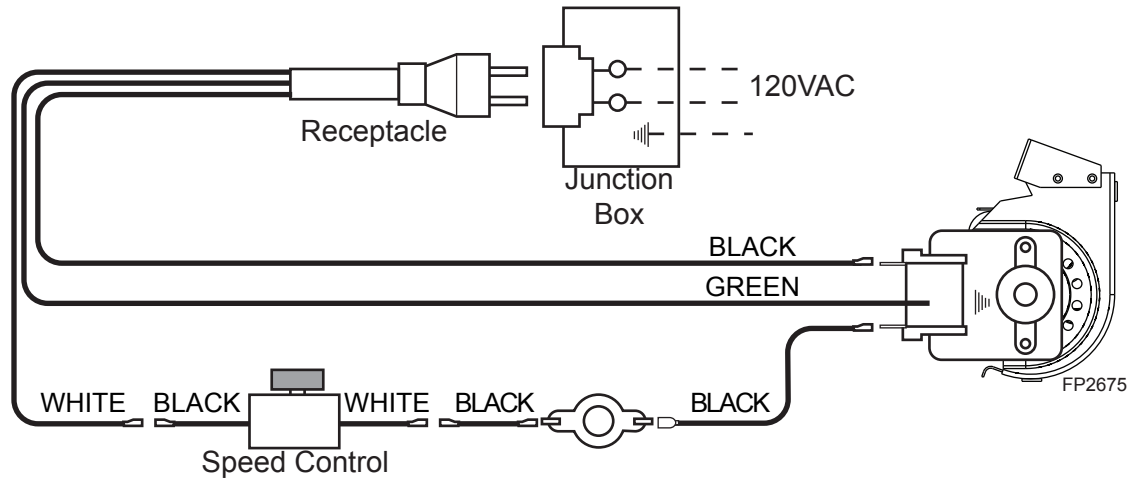 120VAC
Receptacle
Junction
Box
BLACK
GREEN
FP2675
WHITE BLACK WHITE BLACK BLACK
Speed Control